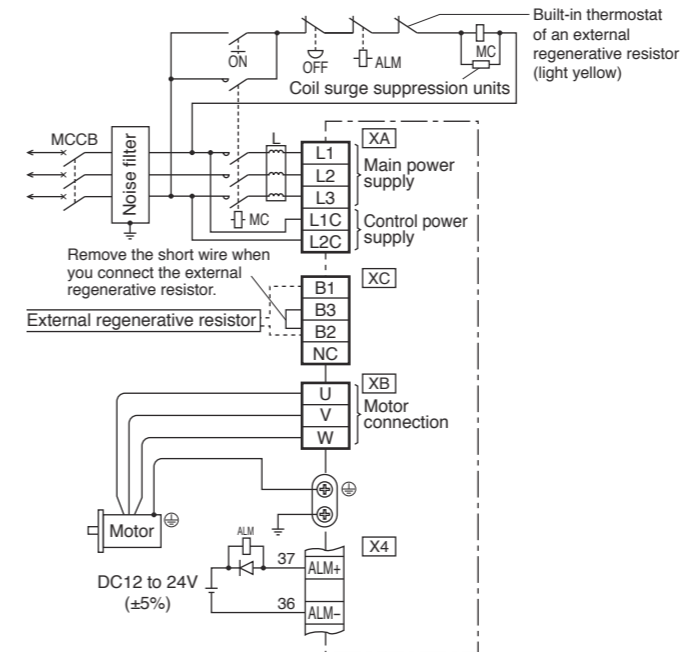 Built-in thermostat
of an external
regenerative resistor
(light yellow)
ON
OFF
ALM
MC
Coil surge suppression units
MCCB
Noise filter
L
MC
XA
L1
L2
L3
Main power
supply
L1C
L2C
Control power
supply
Remove the short wire when
you connect the external
regenerative resistor.
External regenerative resistor
XC
B1
B3
B2
NC
XB
U
V
W
Motor
connection
Motor
ALM
DC12 to 24V
(±5%)
X4
37
ALM+
36
ALM−